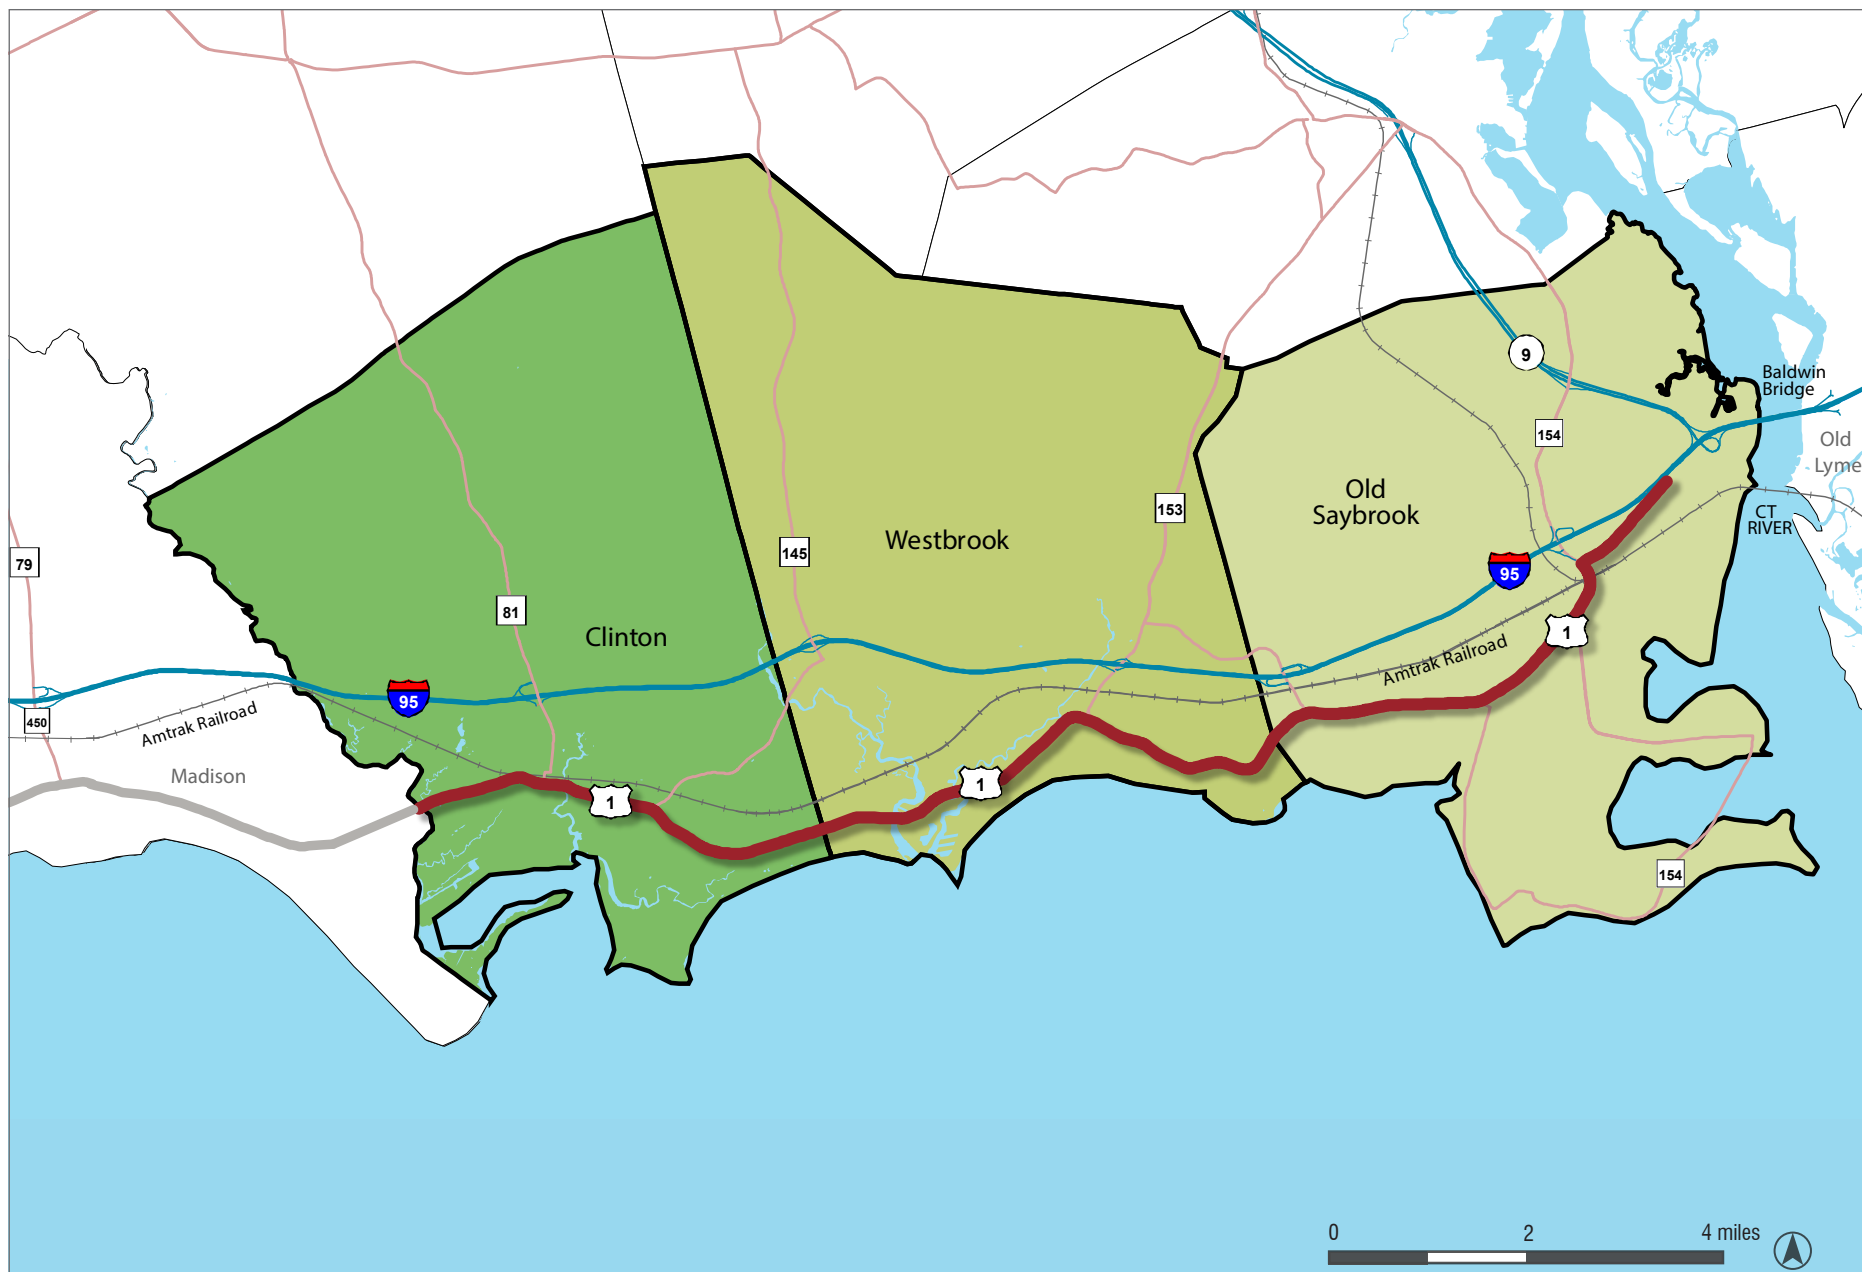 9
Baldwin
Bridge
154
Old
Lyme
Old
Saybrook
153
CT
RIVER
Westbrook
145
79
95
81
Clinton
1
Amtrak Railroad
95
450
Amtrak Railroad
Madison
1
1
154
0
2
4 miles